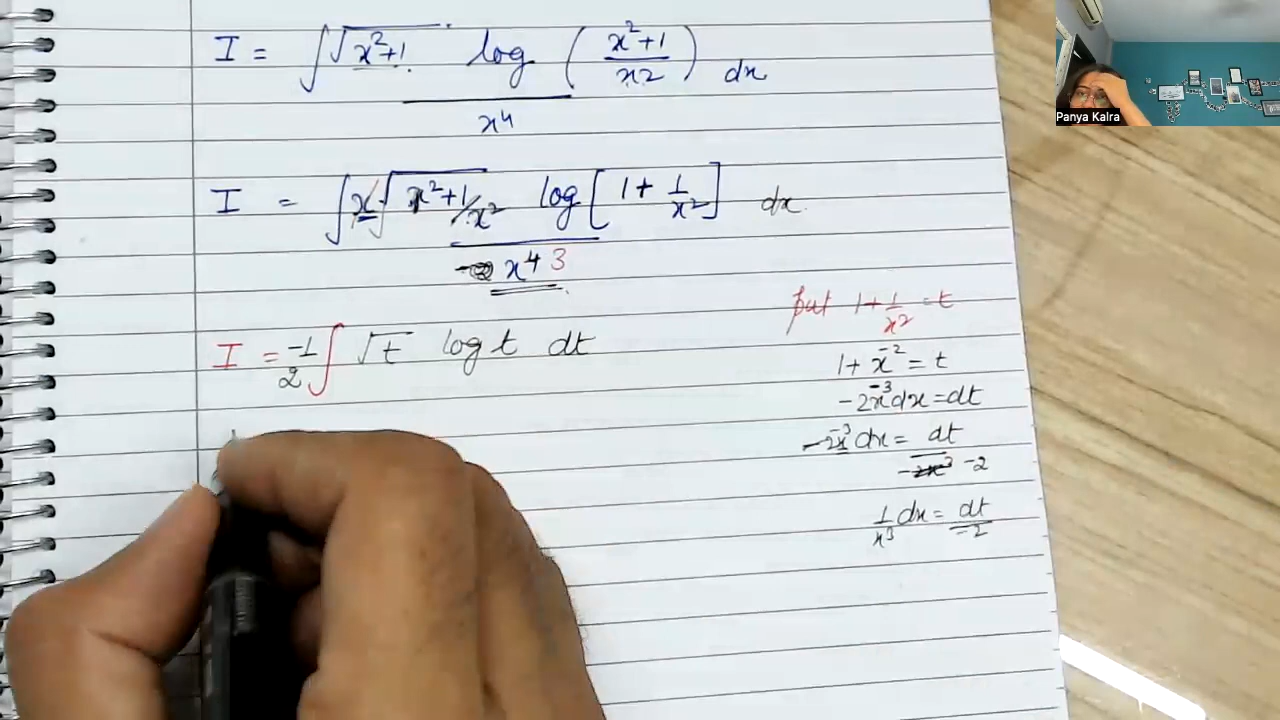 I = ∫ √x²+1 log ( x²+1 / x2 ) dx
x⁴
I = ∫ x √x²+1/x² log [ 1 + 1/x² ] dx
x⁴ 3
put 1 + 1/x² = t
I = -1/2 ∫ √t log t dt
1 + x⁻² = t
-2x⁻³dx = dt
-2x⁻³ dx = dt / -2x³ -2
1/x³ dx = dt/-2
Panya Kalra